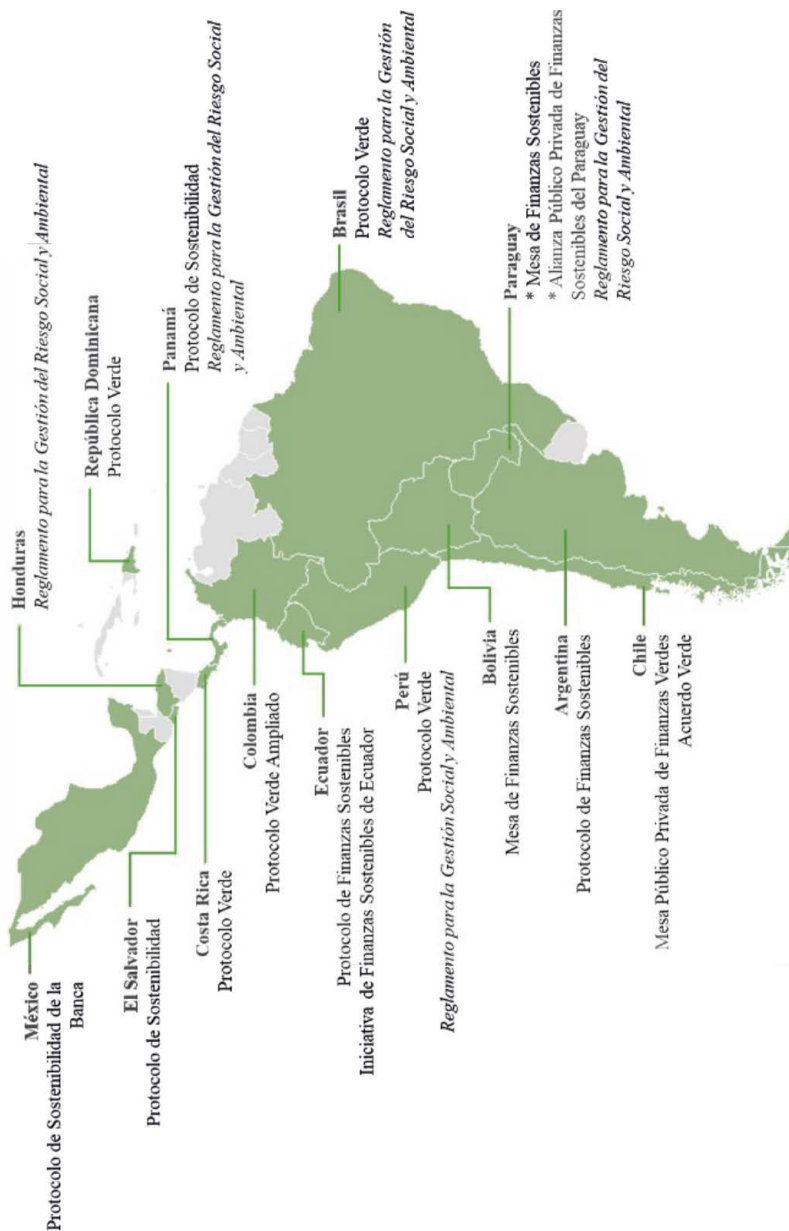 México
Protocolo de Sostenibilidad de la
Banca
El Salvador
Protocolo de Sostenibilidad
Costa Rica
Protocolo Verde
Colombia
Protocolo Verde Ampliado
Ecuador
Protocolo de Finanzas Sostenibles
Iniciativa de Finanzas Sostenibles de Ecuador
Perú
Protocolo Verde
Reglamento para la Gestión Social y Ambiental
Bolivia
Mesa de Finanzas Sostenibles
Argentina
Protocolo de Finanzas Sostenibles
Chile
Mesa Público Privada de Finanzas Verdes
Acuerdo Verde
Honduras
Reglamento para la Gestión del Riesgo Social y Ambiental
República Dominicana
Protocolo Verde
Panamá
Protocolo de Sostenibilidad
Reglamento para la Gestión del Riesgo Social
y Ambiental
Brasil
Protocolo Verde
Reglamento para la Gestión
del Riesgo Social y Ambiental
Paraguay
* Mesa de Finanzas Sostenibles
* Alianza Público Privada de Finanzas
Sostenibles del Paraguay
Reglamento para la Gestión del
Riesgo Social y Ambiental